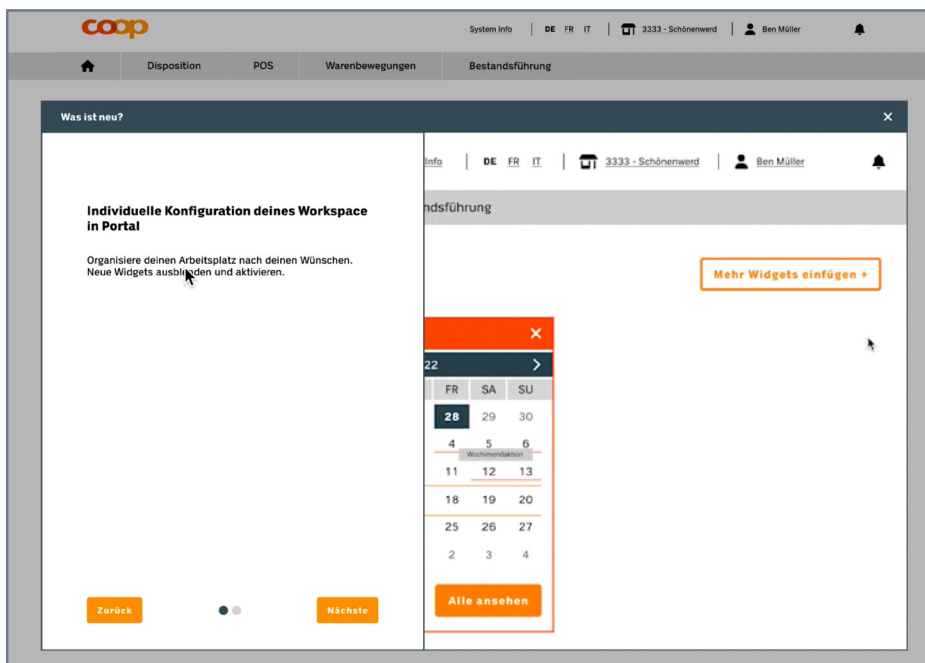 coop
System Info | DE FR IT | 3333 - Schönenwerd | Ben Müller
Disposition POS Warenbewegungen Bestandsführung
Was ist neu?
Individuelle Konfiguration deines Workspace
in Portal
Organisiere deinen Arbeitsplatz nach deinen Wünschen.
Neue Widgets ausblenden und aktivieren.
Zurück
Nächste
Info | DE FR IT | 3333 - Schönenwerd | Ben Müller
ndsführung
Mehr Widgets einfügen +
22
FR SA SU
28 29 30
4 5 6
Wochenendaktion
11 12 13
18 19 20
25 26 27
2 3 4
Alle ansehen